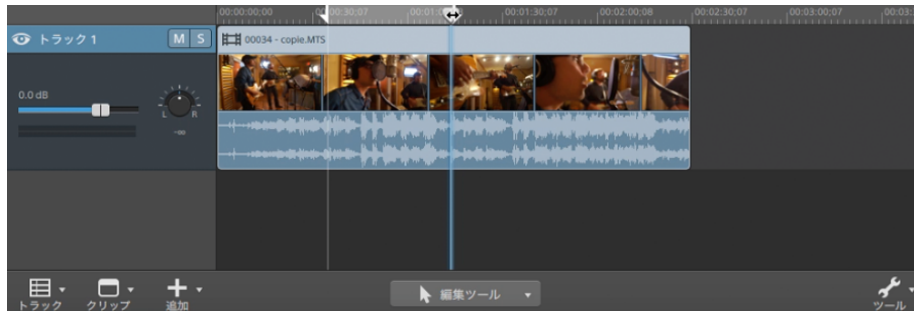 00:00:00;00 00:00:30;07 00:01:30;07 00:02:00;08 00:02:30;07 00:03:00;07
トラック 1 M S 00034 - copie.MTS
0.0 dB
L R
-∞
トラック クリップ 追加 編集ツール ツール